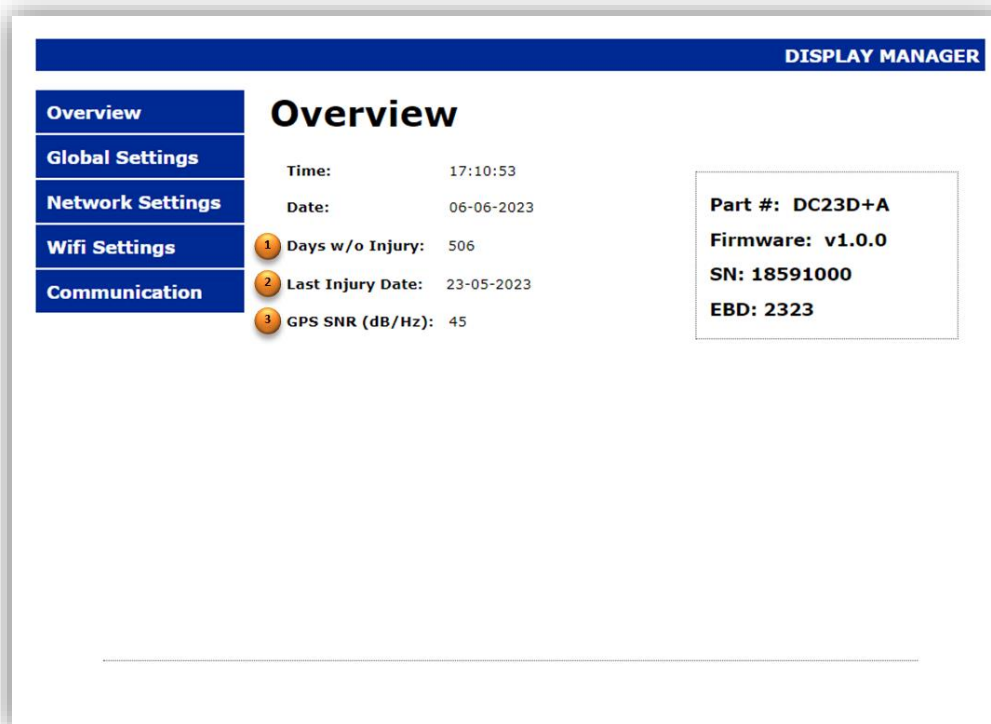 DISPLAY MANAGER
Overview
Global Settings
Network Settings
Wifi Settings
Communication
Overview
Time: 17:10:53
Date: 06-06-2023
1 Days w/o Injury: 506
2 Last Injury Date: 23-05-2023
3 GPS SNR (dB/Hz): 45
Part #: DC23D+A
Firmware: v1.0.0
SN: 18591000
EBD: 2323